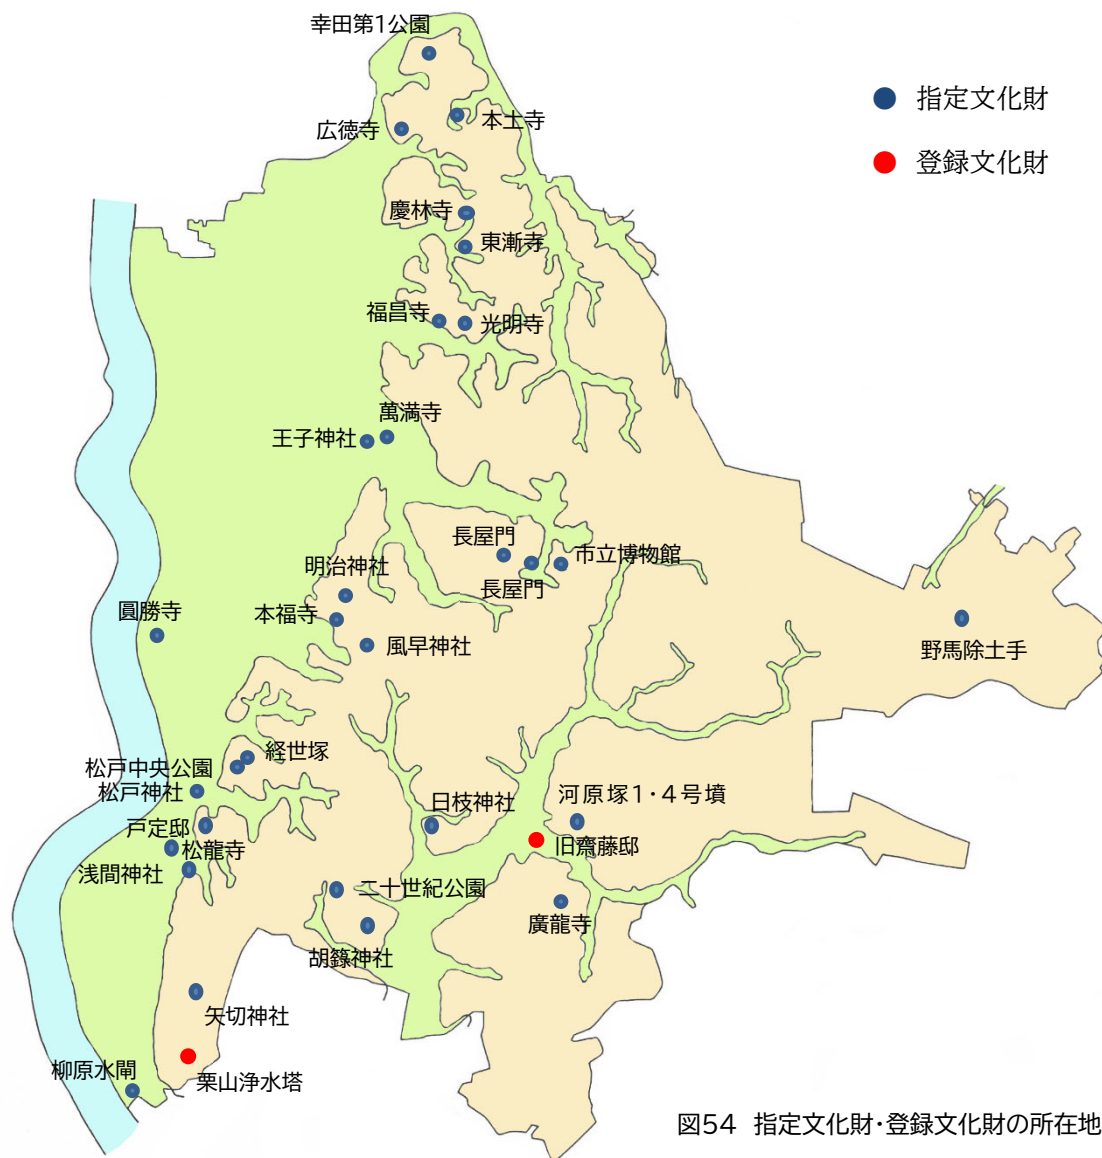 幸田第1公園
指定文化財
広徳寺
本土寺
登録文化財
慶林寺
東漸寺
福昌寺
光明寺
萬満寺
王子神社
長屋門
市立博物館
明治神社
長屋門
圓勝寺
本福寺
風早神社
野馬除土手
経世塚
松戸中央公園
松戸神社
日枝神社
河原塚1・4号墳
戸定邸
松龍寺
旧齋藤邸
浅間神社
二十世紀公園
廣龍寺
胡籙神社
矢切神社
柳原水閘
栗山浄水塔
図54 指定文化財・登録文化財の所在地